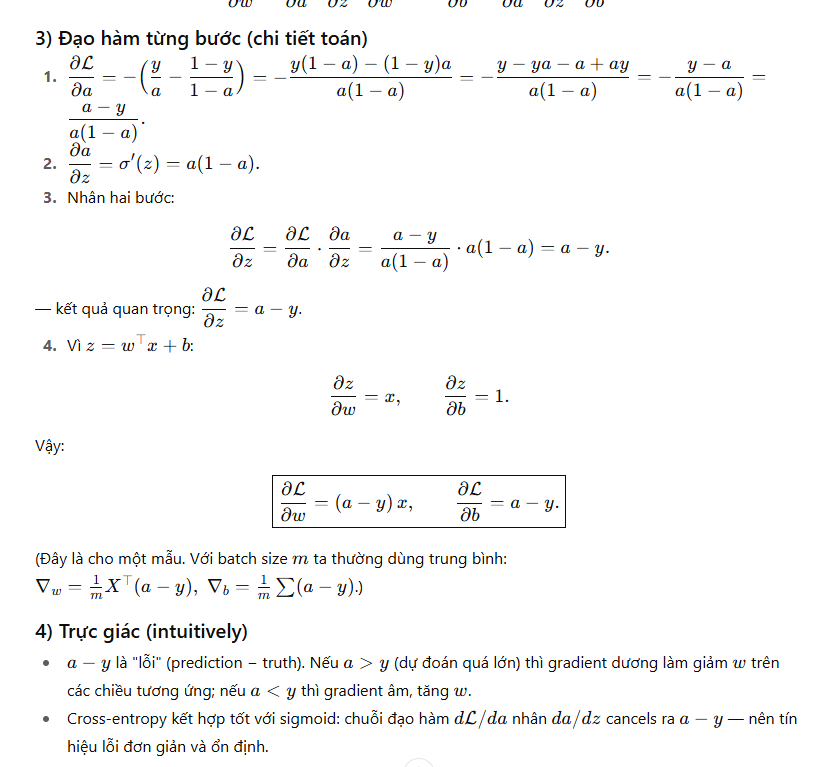 ∂w ∂a ∂z ∂w ∂b ∂a ∂z ∂b
3) Đạo hàm từng bước (chi tiết toán)
1. ∂ℒ/∂a = −(y/a − (1 − y)/(1 − a)) = −(y(1 − a) − (1 − y)a)/(a(1 − a)) = −(y − ya − a + ay)/(a(1 − a)) = −(y − a)/(a(1 − a)) =
(a − y)/(a(1 − a)).
2. ∂a/∂z = σ′(z) = a(1 − a).
3. Nhân hai bước:
∂ℒ/∂z = ∂ℒ/∂a · ∂a/∂z = (a − y)/(a(1 − a)) · a(1 − a) = a − y.
— kết quả quan trọng: ∂ℒ/∂z = a − y.
4. Vì z = w⊤x + b:
∂z/∂w = x, ∂z/∂b = 1.
Vậy:
∂ℒ/∂w = (a − y) x, ∂ℒ/∂b = a − y.
(Đây là cho một mẫu. Với batch size m ta thường dùng trung bình:
∇w = 1/m X⊤(a − y), ∇b = 1/m ∑(a − y).)
4) Trực giác (intuitively)
• a − y là "lỗi" (prediction − truth). Nếu a > y (dự đoán quá lớn) thì gradient dương làm giảm w trên
các chiều tương ứng; nếu a < y thì gradient âm, tăng w.
• Cross-entropy kết hợp tốt với sigmoid: chuỗi đạo hàm dℒ/da nhân da/dz cancels ra a − y — nên tín
hiệu lỗi đơn giản và ổn định.